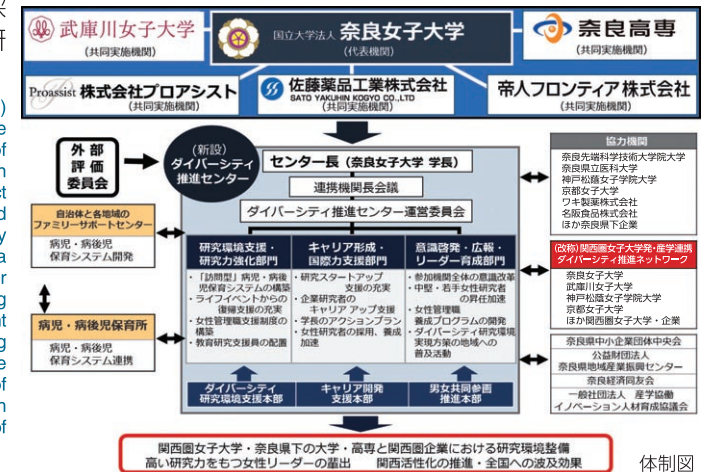 採
研
)
e
of
n
ct
d
y
a
r
g
nt
g
e
of
n
of
武庫川女子大学
(共同実施機関)
国立大学法人 奈良女子大学
(代表機関)
奈良高専
(共同実施機関)
Proassist 株式会社プロアシスト
(共同実施機関)
佐藤薬品工業株式会社
SATO YAKUHIN KOGYO CO.,LTD
(共同実施機関)
帝人フロンティア株式会社
(共同実施機関)
外部
評価
委員会
(新設)
ダイバーシティ
推進センター
センター長(奈良女子大学 学長)
連携機関長会議
ダイバーシティ推進センター運営委員会
自治体と各地域の
ファミリーサポートセンター
病児・病後児
保育システム開発
病児・病後児保育所
病児・病後児
保育システム連携
研究環境支援・
研究力強化部門
・「訪問型」病児・病後
児保育システムの構築
・ライフイベントからの
復帰支援の充実
・女性管理職支援制度の
構築
・教育研究支援員の配置
キャリア形成・
国際力支援部門
・研究スタートアップ
支援の充実
・企業研究者の
キャリア アップ支援
・学長のアクションプラン
・女性研究者の採用、養成
加速
意識啓発・広報・
リーダー育成部門
・参加機関全体の意識改革
・中堅・若手女性研究者
の昇任加速
・女性管理職
養成プログラムの開発
・ダイバーシティ研究環境
実現方策の地域への
普及活動
ダイバーシティ
研究環境支援本部
キャリア開発
支援本部
男女共同参画
推進本部
協力機関
奈良先端科学技術大学院大学
奈良県立医科大学
神戸松蔭女子学院大学
京都女子大学
ワキ製薬株式会社
名阪食品株式会社
ほか奈良県下企業
(改称)関西圏女子大学発・産学連携
ダイバーシティ推進ネットワーク
奈良女子大学
武庫川女子大学
神戸松蔭女子学院大学
京都女子大学
ほか関西圏女子大学・企業
奈良県中小企業団体中央会
公益財団法人
奈良県地域産業振興センター
奈良経済同友会
一般社団法人 産学協働
イノベーション人材育成協議会
関西圏女子大学・奈良県下の大学・高専と関西圏企業における研究環境整備
高い研究力をもつ女性リーダーの輩出 関西活性化の推進・全国への波及効果
体制図